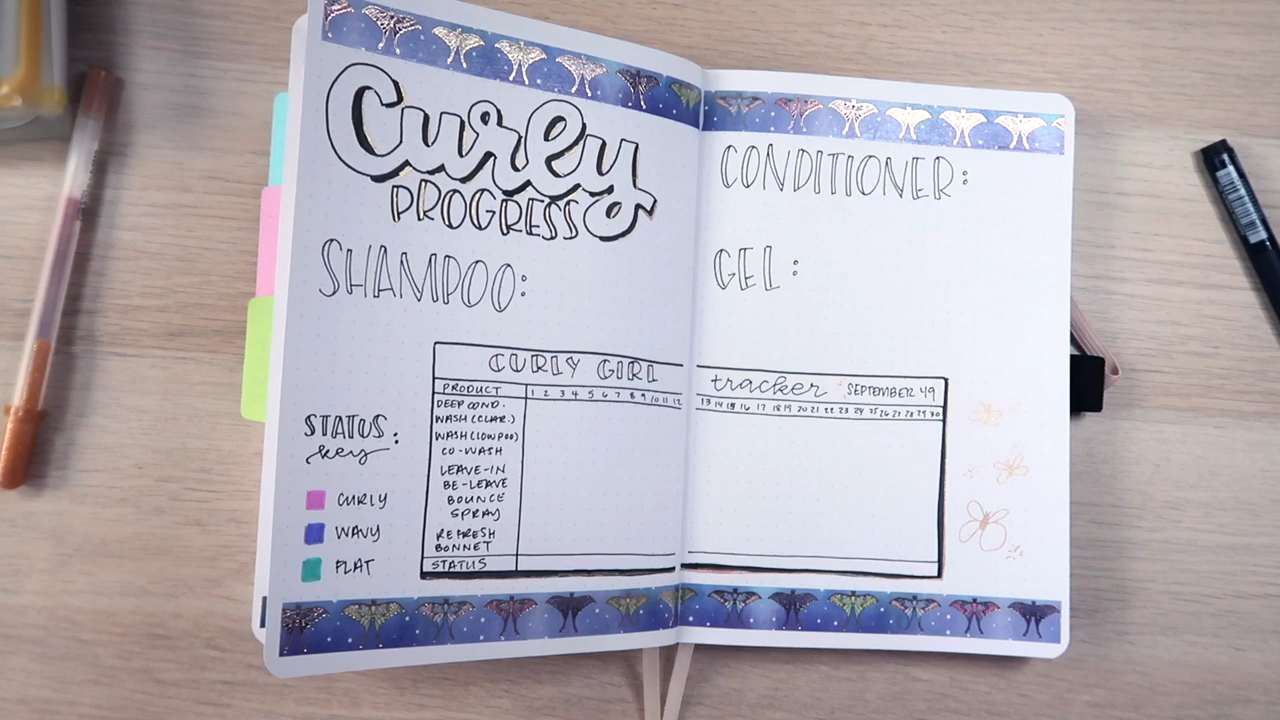 Curly
PROGRESS
SHAMPOO:
CONDITIONER:
GEL:
CURLY GIRL tracker SEPTEMBER 49
PRODUCT 1 2 3 4 5 6 7 8 9 10 11 12 13 14 15 16 17 18 19 20 21 22 23 24 25 26 27 28 29 30
DEEP COND.
WASH (CLAR.)
WASH (LOW POO)
CO-WASH
LEAVE-IN
BE-LEAVE
BOUNCE
SPRAY
REFRESH
BONNET
STATUS
STATUS:
key
CURLY
WAVY
FLAT